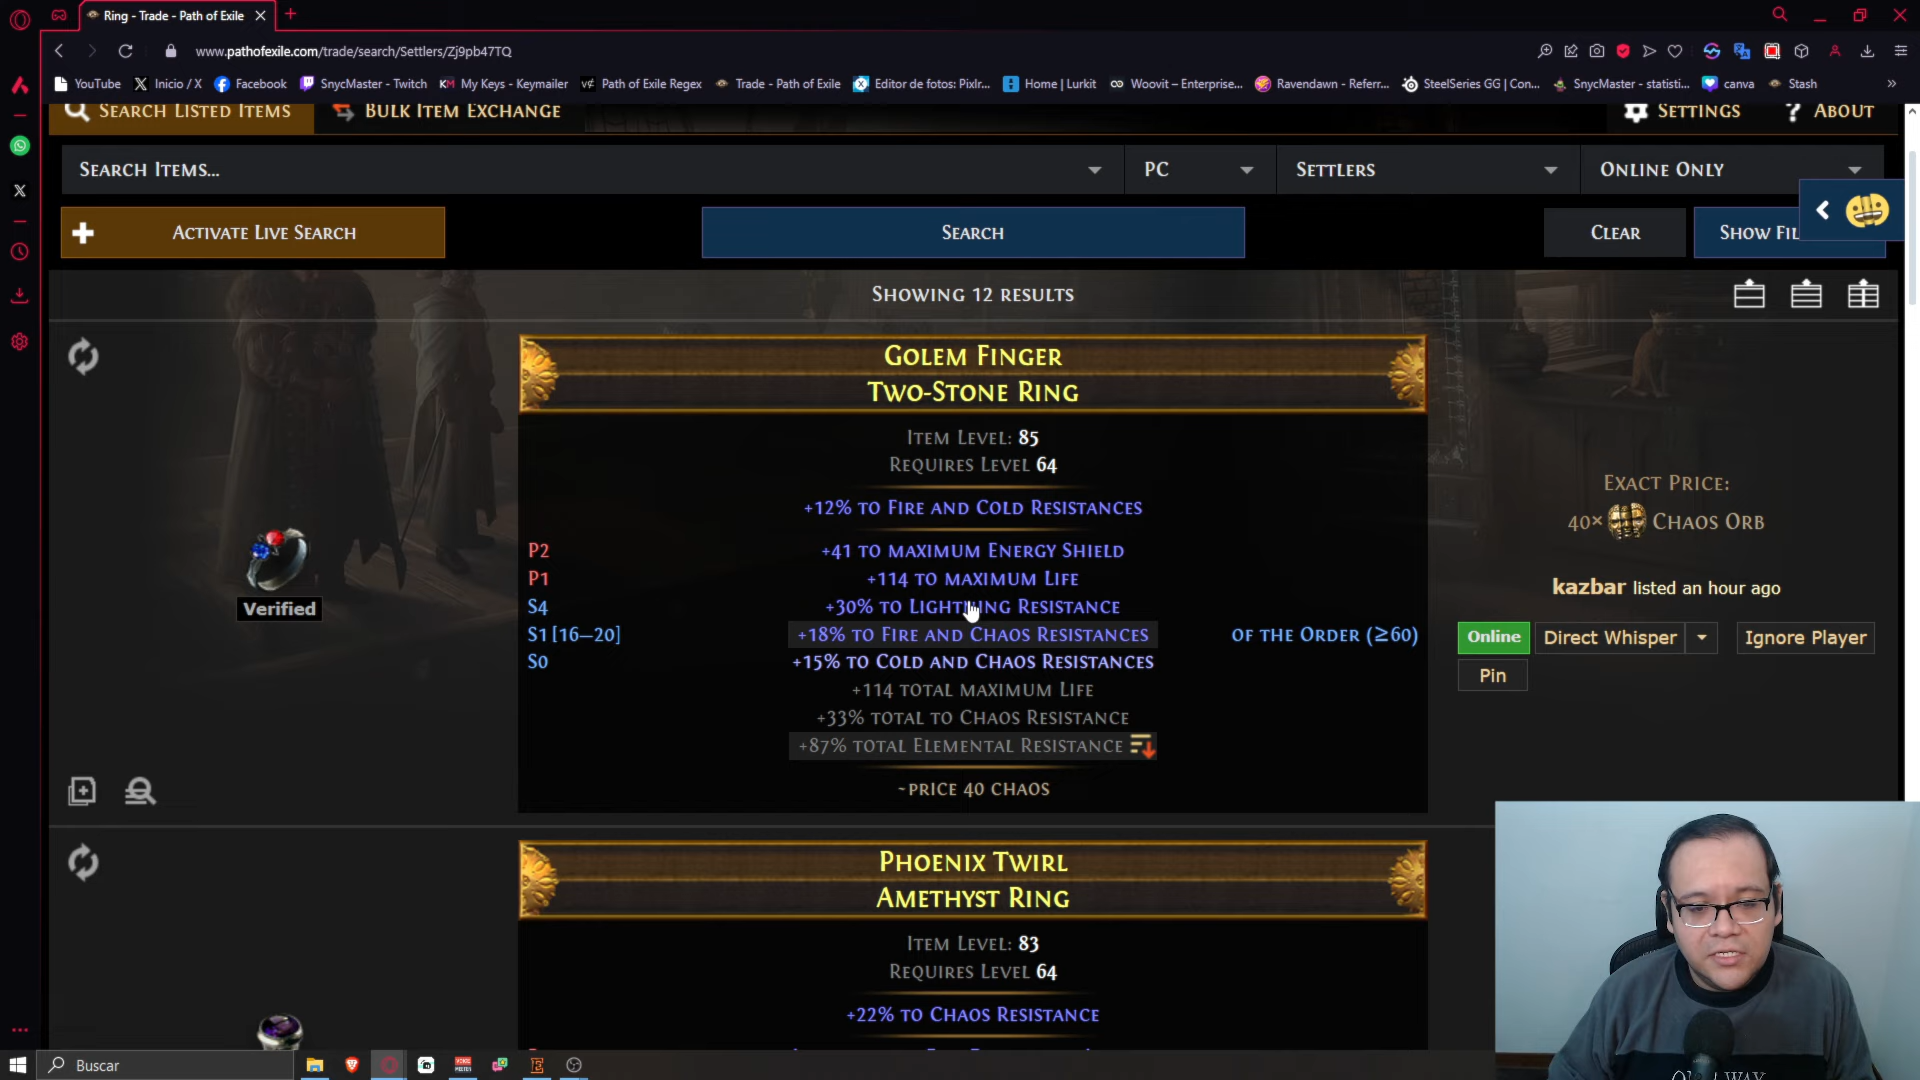 Ring - Trade - Path of Exile
www.pathofexile.com/trade/search/Settlers/Zj9pb47TQ
YouTube Inicio / X Facebook SnycMaster - Twitch My Keys - Keymailer Path of Exile Regex Trade - Path of Exile Editor de fotos: Pixlr... Home | Lurkit Woovit – Enterprise... Ravendawn - Referr... SteelSeries GG | Con... SnycMaster - statisti... canva Stash »
Search Listed Items Bulk Item Exchange Settings ? About
Search Items... PC Settlers Online Only
Activate Live Search Search Clear Show Fil
Showing 12 results
Golem Finger
Two-Stone Ring
Item Level: 85
Requires Level 64
+12% to Fire and Cold Resistances
P2 +41 to maximum Energy Shield
P1 +114 to maximum Life
S4 +30% to Lightning Resistance
S1 [16—20] +18% to Fire and Chaos Resistances of the Order (≥60)
S0 +15% to Cold and Chaos Resistances
+114 total maximum Life
+33% total to Chaos Resistance
+87% total Elemental Resistance
~price 40 chaos
Verified
Exact Price:
40× Chaos Orb
kazbar listed an hour ago
Online Direct Whisper Ignore Player
Pin
Phoenix Twirl
Amethyst Ring
Item Level: 83
Requires Level 64
+22% to Chaos Resistance
Buscar